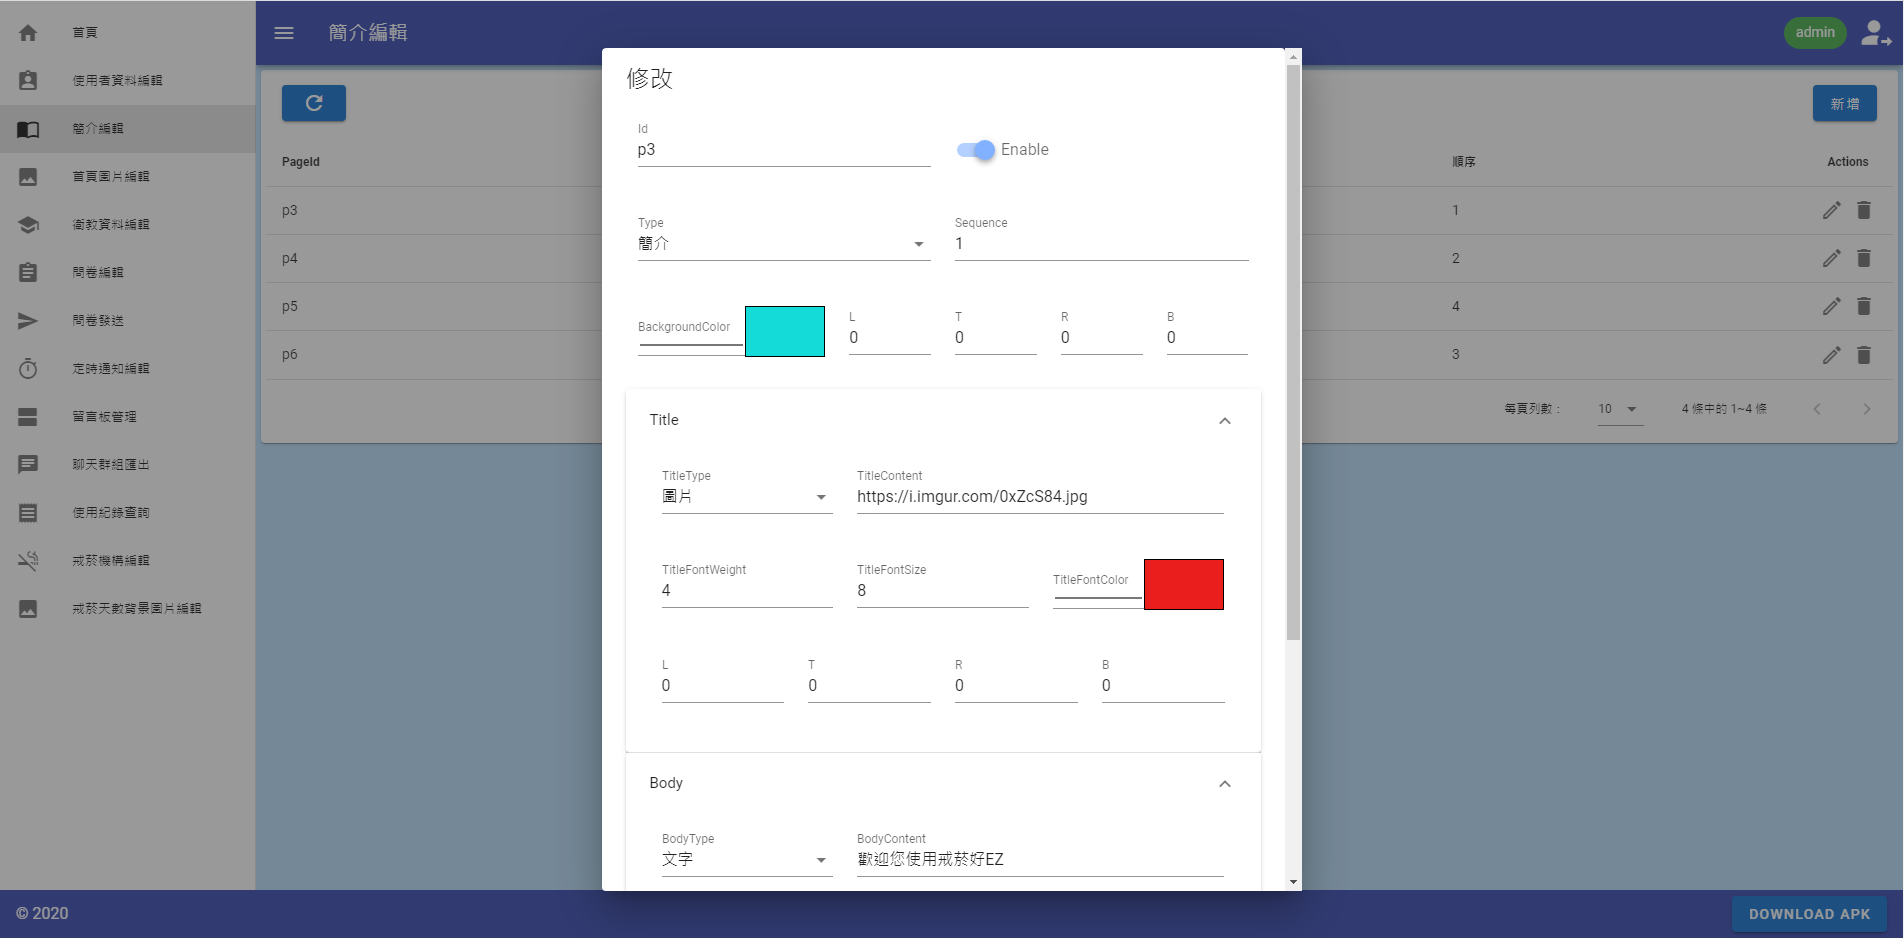 首頁
使用者資料編輯
簡介編輯
首頁圖片編輯
衛教資料編輯
問卷編輯
問卷發送
定時通知編輯
留言板管理
聊天群組匯出
使用紀錄查詢
戒菸機構編輯
戒菸天數背景圖片編輯
簡介編輯
admin
新增
PageId
順序
Actions
p3
1
p4
2
p5
4
p6
3
每頁列數：
10
4 條中的 1~4 條
修改
Id
p3
Enable
Type
簡介
Sequence
1
BackgroundColor
L
0
T
0
R
0
B
0
Title
TitleType
圖片
TitleContent
https://i.imgur.com/0xZcS84.jpg
TitleFontWeight
4
TitleFontSize
8
TitleFontColor
L
0
T
0
R
0
B
0
Body
BodyType
文字
BodyContent
歡迎您使用戒菸好EZ
© 2020
DOWNLOAD APK